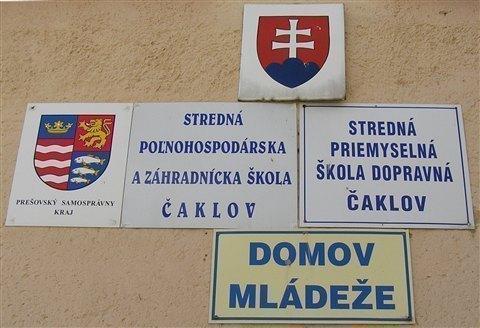 PREŠOVSKÝ SAMOSPRÁVNY
KRAJ
STREDNÁ
POĽNOHOSPODÁRSKA
A ZÁHRADNÍCKA ŠKOLA
ČAKLOV
STREDNÁ
PRIEMYSELNÁ
ŠKOLA DOPRAVNÁ
ČAKLOV
DOMOV
MLÁDEŽE